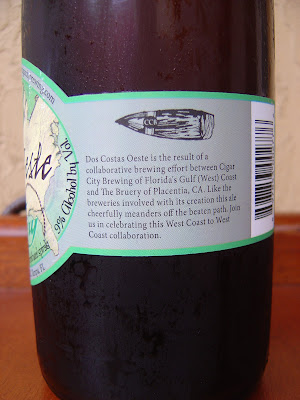 Dos Costas Oeste is the result of a
collaborative brewing effort between Cigar
City Brewing of Florida's Gulf (West) Coast
and The Bruery of Placentia, CA. Like the
breweries involved with its creation this ale
cheerfully meanders off the beaten path. Join
us in celebrating this West Coast to West
Coast collaboration.
9% Alcohol by Vol.